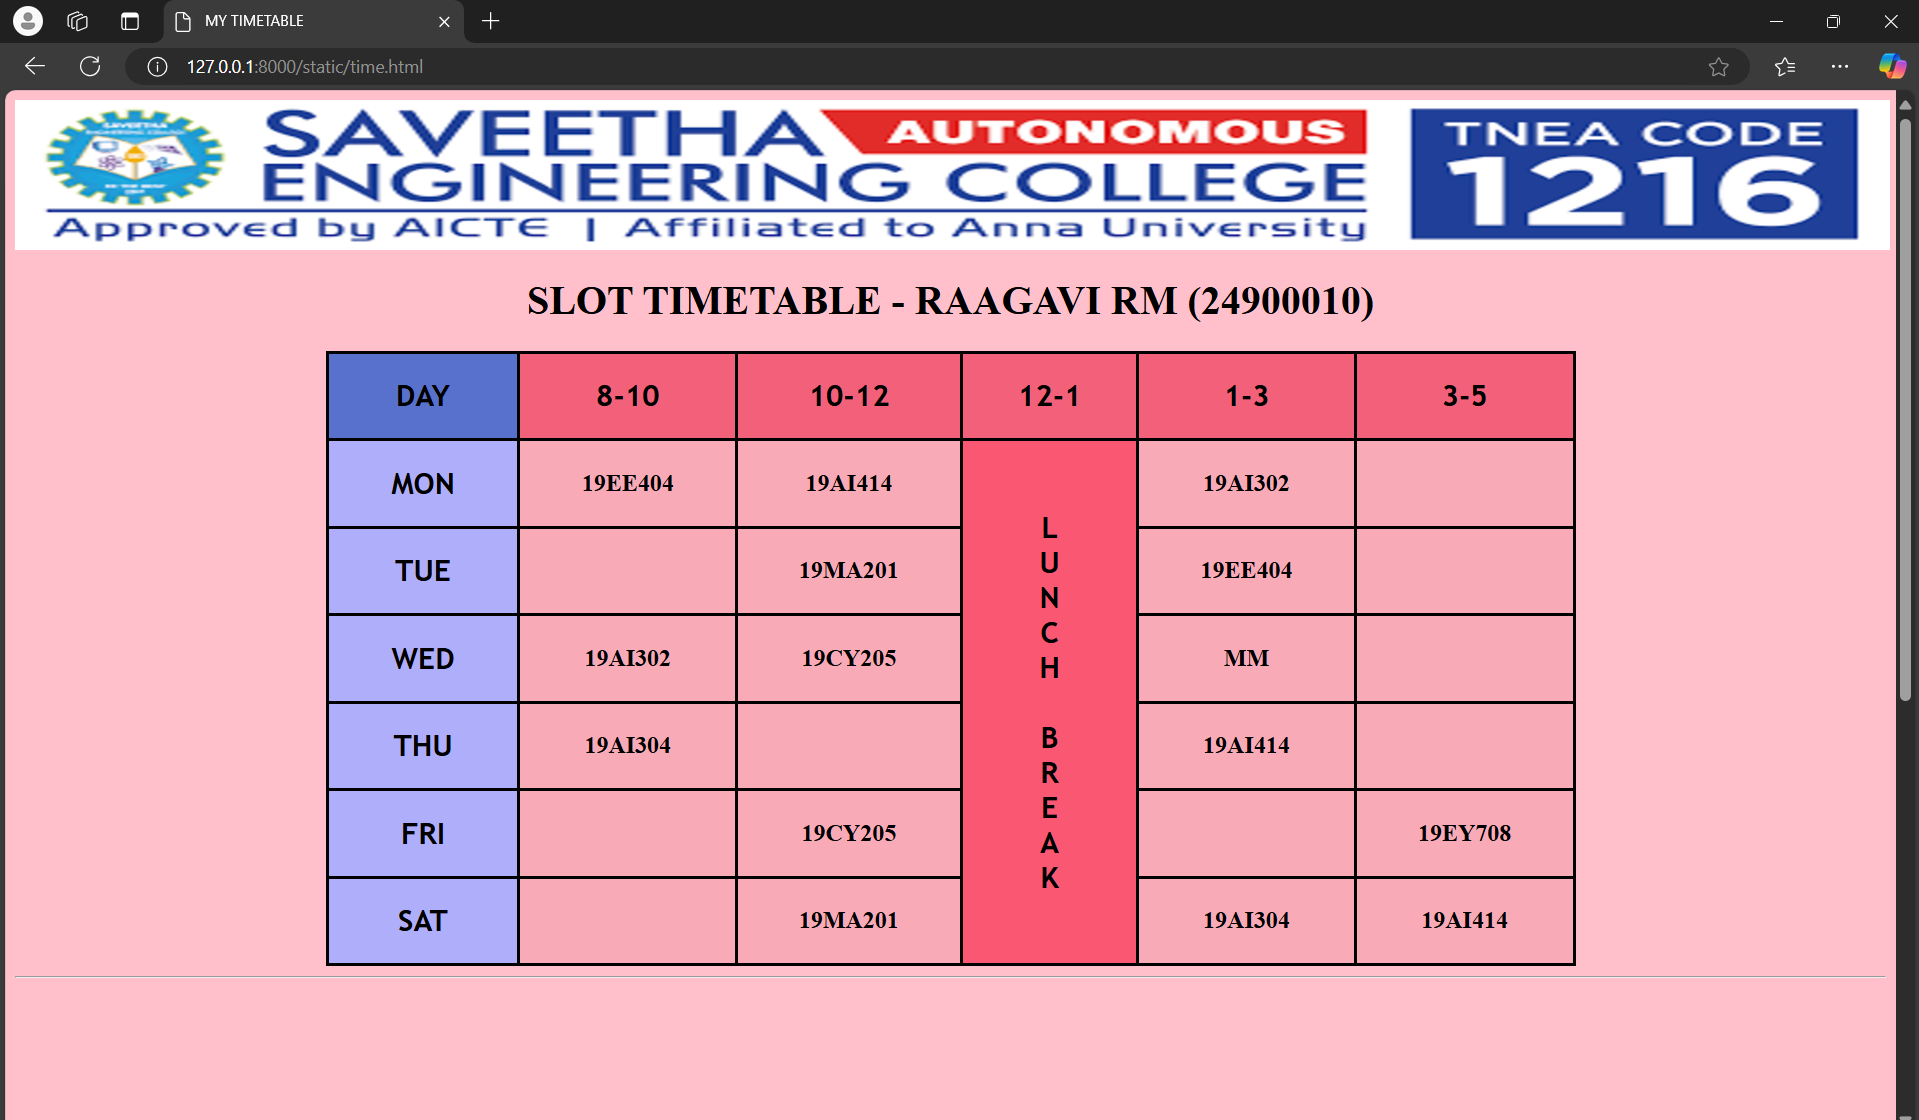 MY TIMETABLE
127.0.0.1:8000/static/time.html
SAVEETHA AUTONOMOUS
ENGINEERING COLLEGE
Approved by AICTE | Affiliated to Anna University
TNEA CODE
1216
SLOT TIMETABLE - RAAGAVI RM (24900010)
DAY 8-10 10-12 12-1 1-3 3-5
MON 19EE404 19AI414 19AI302
TUE 19MA201 19EE404
WED 19AI302 19CY205 MM
THU 19AI304 19AI414
FRI 19CY205 19EY708
SAT 19MA201 19AI304 19AI414
L
U
N
C
H
B
R
E
A
K